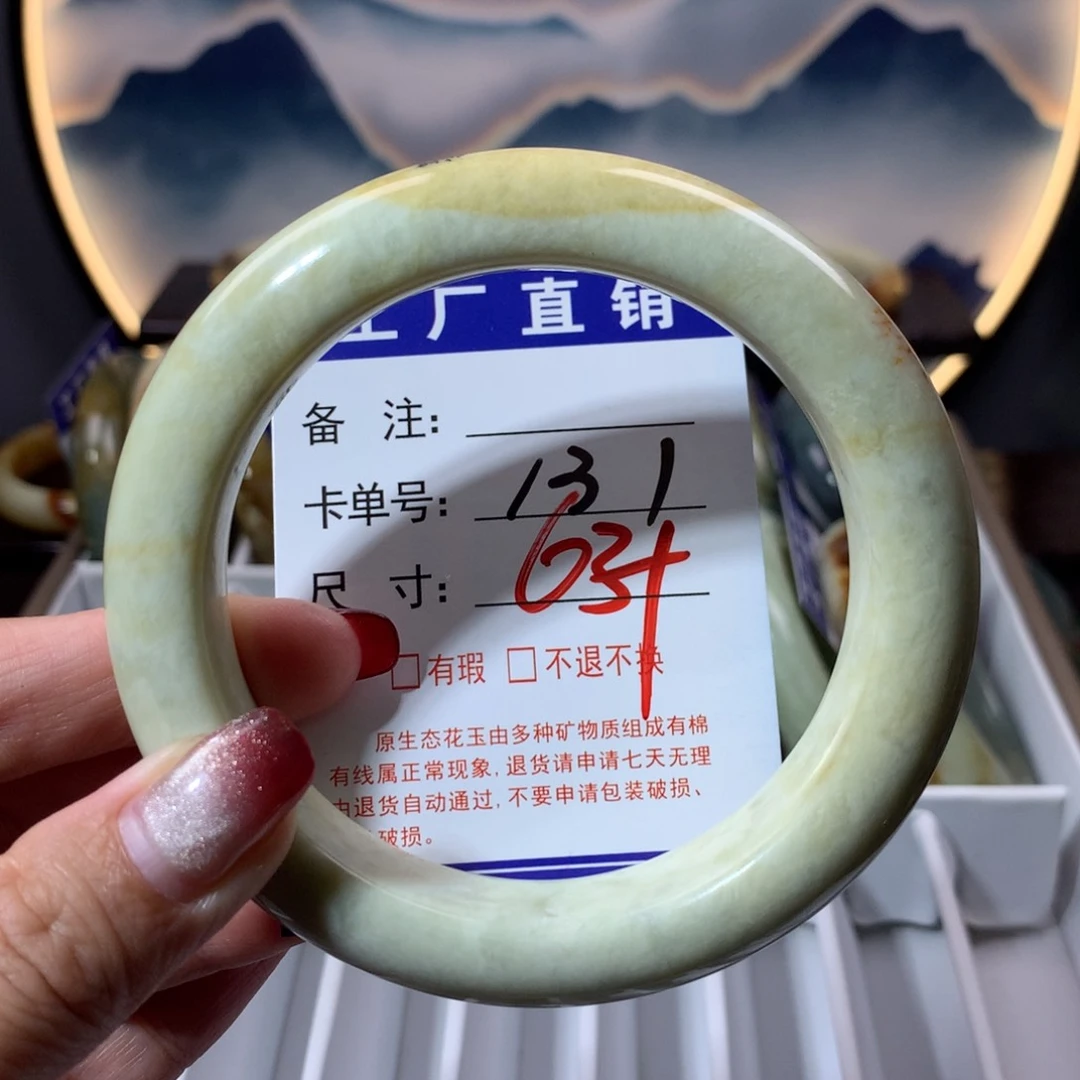 工厂直销
备 注:
卡单号: 131
尺 寸: 634
□有瑕 □不退不换
原生态花玉由多种矿物质组成有棉
有线属正常现象,退货请申请七天无理
由退货自动通过,不要申请包装破损、
破损。